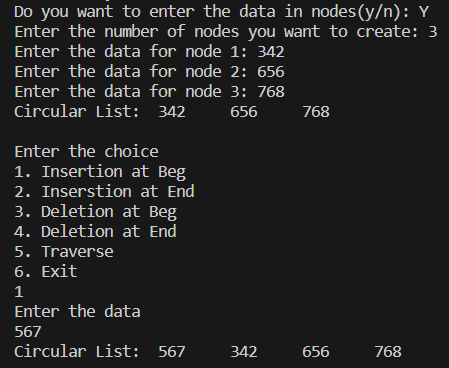 Do you want to enter the data in nodes(y/n): Y
Enter the number of nodes you want to create: 3
Enter the data for node 1: 342
Enter the data for node 2: 656
Enter the data for node 3: 768
Circular List:  342     656     768
Enter the choice
1. Insertion at Beg
2. Inserstion at End
3. Deletion at Beg
4. Deletion at End
5. Traverse
6. Exit
1
Enter the data
567
Circular List:  567     342     656     768